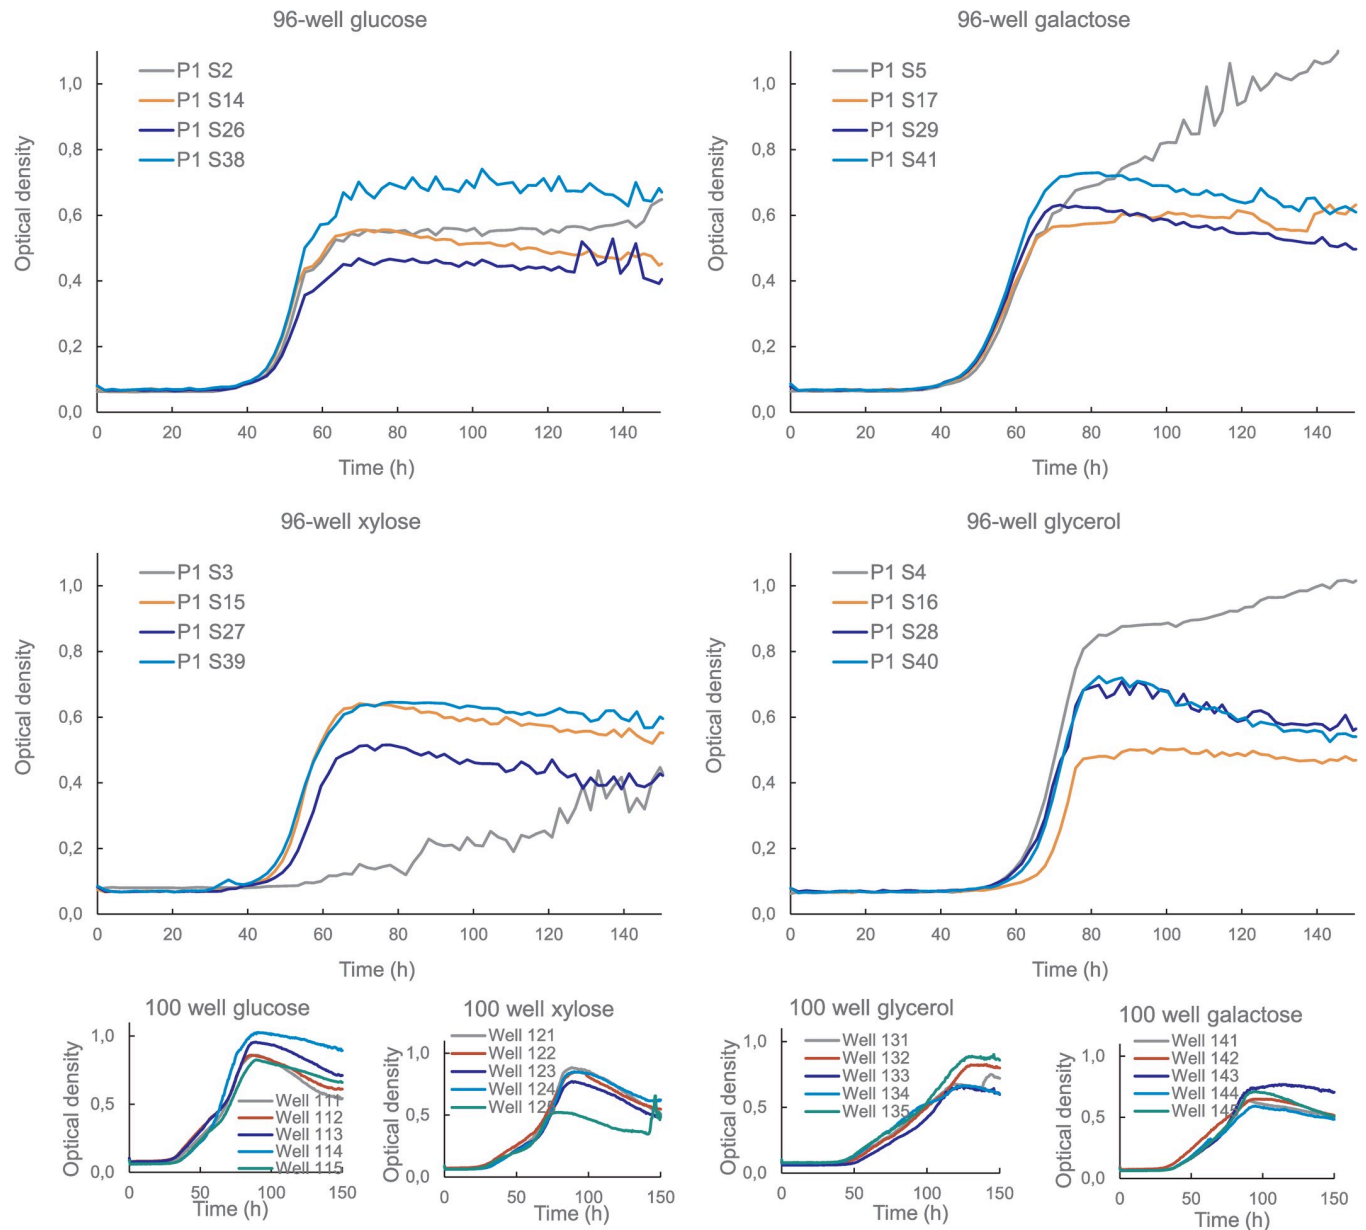 96-well glucose
1,0
0,8
0,6
0,4
0,2
0,0
Optical density
P1 S2
P1 S14
P1 S26
P1 S38
0 20 40 60 80 100 120 140
Time (h)
96-well galactose
1,0
0,8
0,6
0,4
0,2
0,0
Optical density
P1 S5
P1 S17
P1 S29
P1 S41
0 20 40 60 80 100 120 140
Time (h)
96-well xylose
1,0
0,8
0,6
0,4
0,2
0,0
Optical density
P1 S3
P1 S15
P1 S27
P1 S39
0 20 40 60 80 100 120 140
Time (h)
96-well glycerol
1,0
0,8
0,6
0,4
0,2
0,0
Optical density
P1 S4
P1 S16
P1 S28
P1 S40
0 20 40 60 80 100 120 140
Time (h)
100 well glucose
1,0
0,5
0,0
Optical density
Well 111
Well 112
Well 113
Well 114
Well 115
0 50 100 150
Time (h)
100 well xylose
1,0
0,5
0,0
Optical density
Well 121
Well 122
Well 123
Well 124
Well 125
0 50 100 150
Time (h)
100 well glycerol
1,0
0,5
0,0
Optical density
Well 131
Well 132
Well 133
Well 134
Well 135
0 50 100 150
Time (h)
100 well galactose
1,0
0,5
0,0
Optical density
Well 141
Well 142
Well 143
Well 144
Well 145
0 50 100 150
Time (h)